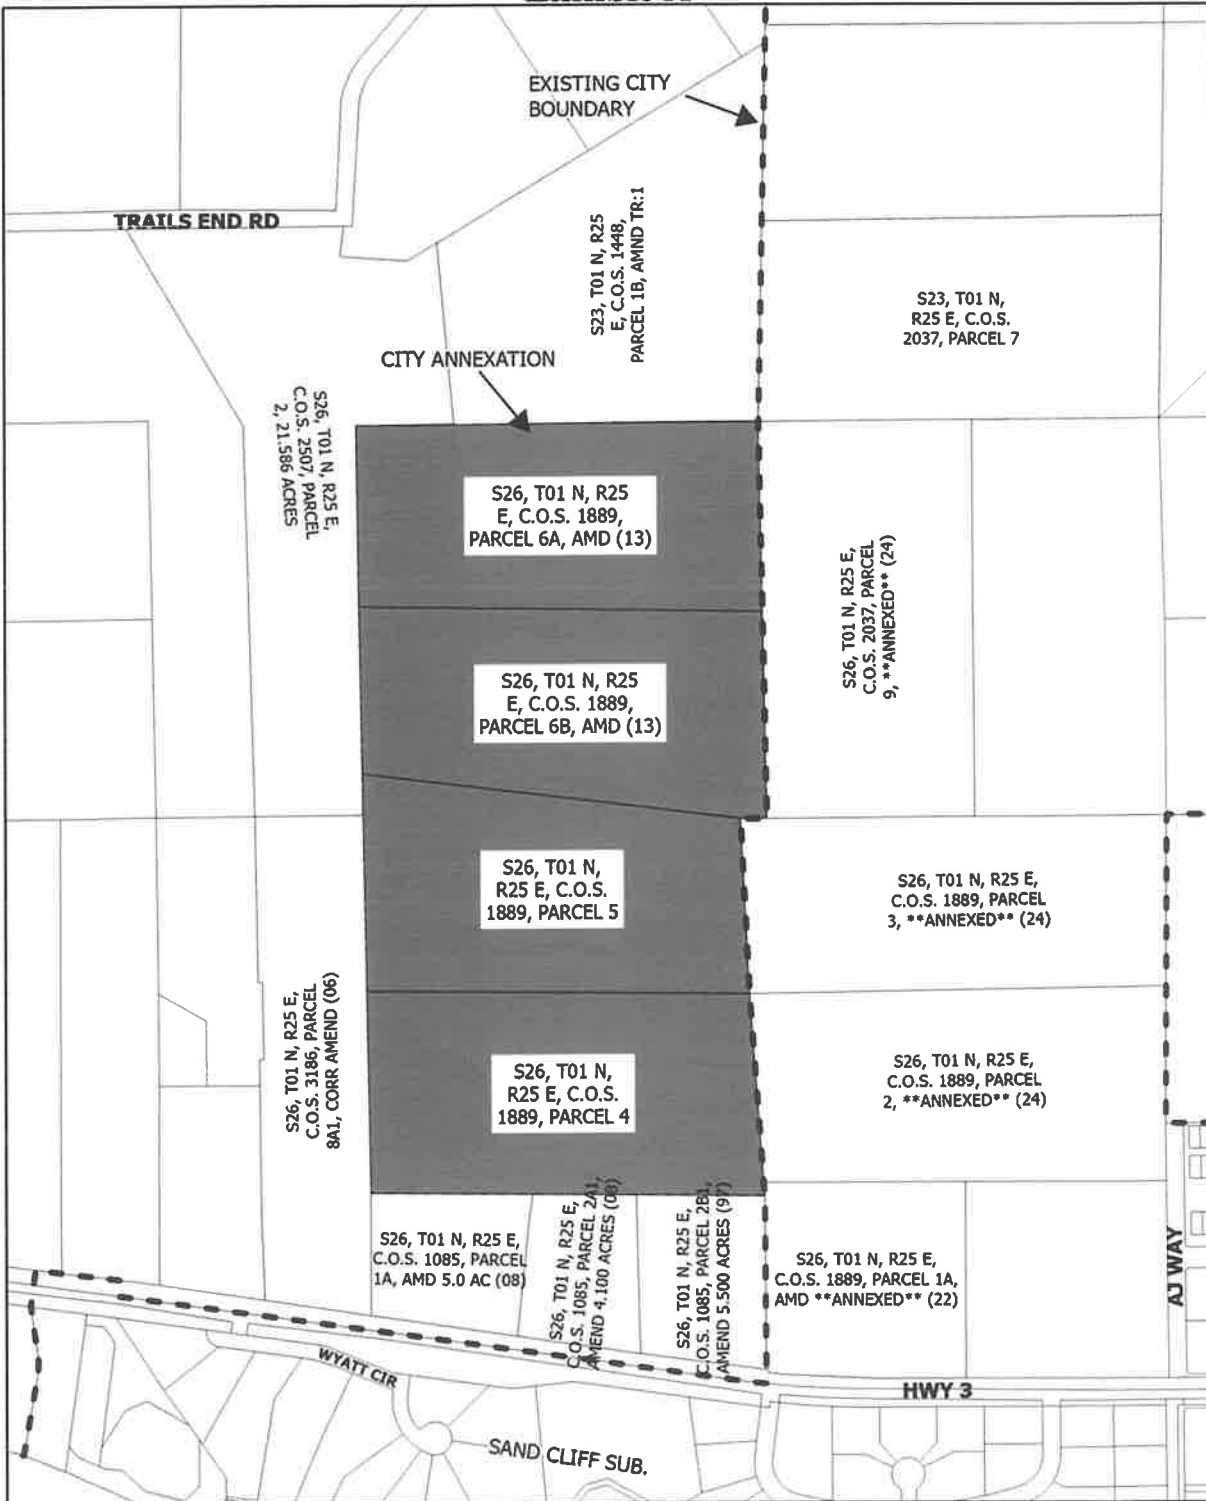 EXISTING CITY
BOUNDARY
TRAILS END RD
S23, T01 N, R25
E, C.O.S. 1448,
PARCEL 1B, AMND TR:1
S23, T01 N,
R25 E, C.O.S.
2037, PARCEL 7
CITY ANNEXATION
S26, T01 N, R25 E,
C.O.S. 2507, PARCEL
2, 21.586 ACRES
S26, T01 N, R25
E, C.O.S. 1889,
PARCEL 6A, AMD (13)
S26, T01 N, R25 E,
C.O.S. 2037, PARCEL
9, **ANNEXED** (24)
S26, T01 N, R25
E, C.O.S. 1889,
PARCEL 6B, AMD (13)
S26, T01 N,
R25 E, C.O.S.
1889, PARCEL 5
S26, T01 N, R25 E,
C.O.S. 1889, PARCEL
3, **ANNEXED** (24)
S26, T01 N, R25 E,
C.O.S. 3186, PARCEL
8A1, CORR AMEND (06)
S26, T01 N,
R25 E, C.O.S.
1889, PARCEL 4
S26, T01 N, R25 E,
C.O.S. 1889, PARCEL
2, **ANNEXED** (24)
S26, T01 N, R25 E,
C.O.S. 1085, PARCEL
1A, AMD 5.0 AC (08)
S26, T01 N, R25 E,
C.O.S. 1085, PARCEL 2A1,
AMEND 4.100 ACRES (08)
S26, T01 N, R25 E,
C.O.S. 1085, PARCEL 2B1,
AMEND 5.500 ACRES (97)
S26, T01 N, R25 E,
C.O.S. 1889, PARCEL 1A,
AMD **ANNEXED** (22)
AJ WAY
WYATT CIR
HWY 3
SAND CLIFF SUB.